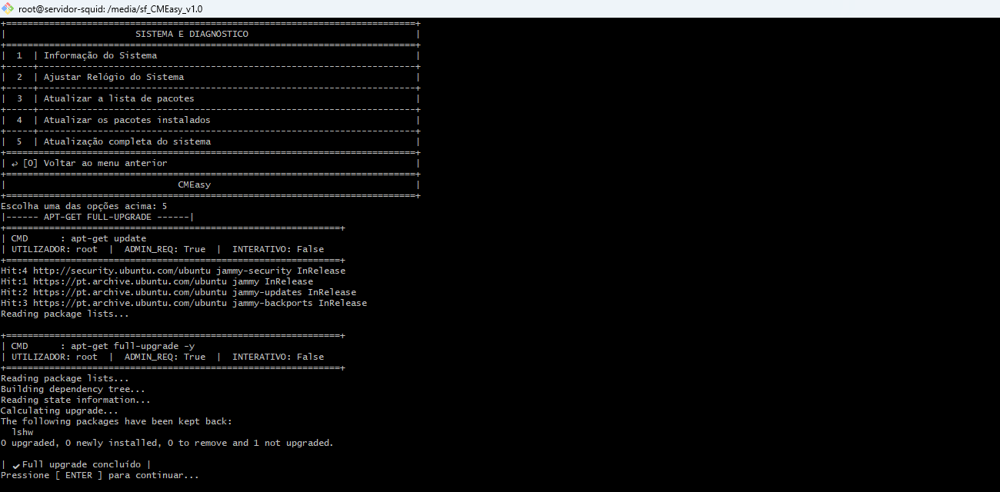 root@servidor-squid: /media/sf_CMEasy_v1.0
+============================================================================+
|                        SISTEMA E DIAGNÓSTICO                               |
+============================================================================+
|  1  | Informação do Sistema                                                |
+-----+----------------------------------------------------------------------+
|  2  | Ajustar Relógio do Sistema                                           |
+-----+----------------------------------------------------------------------+
|  3  | Atualizar a lista de pacotes                                         |
+-----+----------------------------------------------------------------------+
|  4  | Atualizar os pacotes instalados                                      |
+-----+----------------------------------------------------------------------+
|  5  | Atualização completa do sistema                                      |
+============================================================================+
| ↩ [0] Voltar ao menu anterior                                              |
+============================================================================+
|                                CMEasy                                      |
+============================================================================+
Escolha uma das opções acima: 5
|------ APT-GET FULL-UPGRADE ------|
+==============================================================+
| CMD      : apt-get update
| UTILIZADOR: root  |  ADMIN_REQ: True  |  INTERATIVO: False
+==============================================================+
Hit:4 http://security.ubuntu.com/ubuntu jammy-security InRelease
Hit:1 https://pt.archive.ubuntu.com/ubuntu jammy InRelease
Hit:2 https://pt.archive.ubuntu.com/ubuntu jammy-updates InRelease
Hit:3 https://pt.archive.ubuntu.com/ubuntu jammy-backports InRelease
Reading package lists...
+==============================================================+
| CMD      : apt-get full-upgrade -y
| UTILIZADOR: root  |  ADMIN_REQ: True  |  INTERATIVO: False
+==============================================================+
Reading package lists...
Building dependency tree...
Reading state information...
Calculating upgrade...
The following packages have been kept back:
  lshw
0 upgraded, 0 newly installed, 0 to remove and 1 not upgraded.
| ✔ Full upgrade concluído |
Pressione [ ENTER ] para continuar...